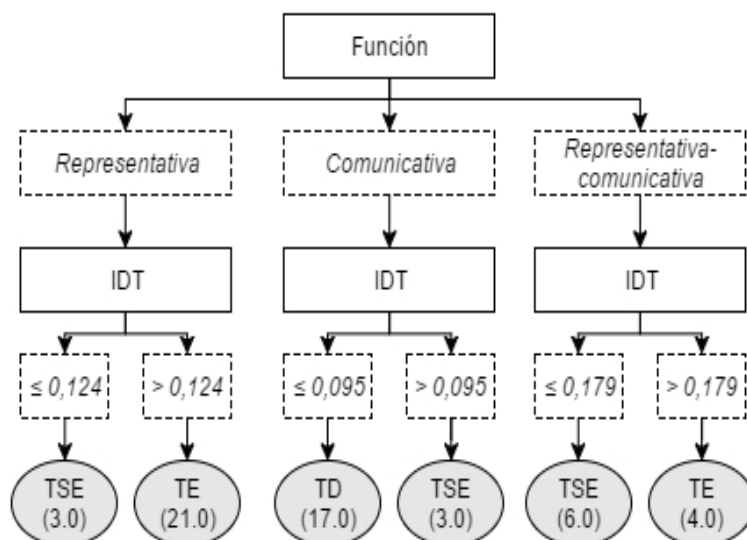 Función
Representativa
Comunicativa
Representativa-
comunicativa
IDT
IDT
IDT
≤ 0,124
> 0,124
≤ 0,095
> 0,095
≤ 0,179
> 0,179
TSE
(3.0)
TE
(21.0)
TD
(17.0)
TSE
(3.0)
TSE
(6.0)
TE
(4.0)